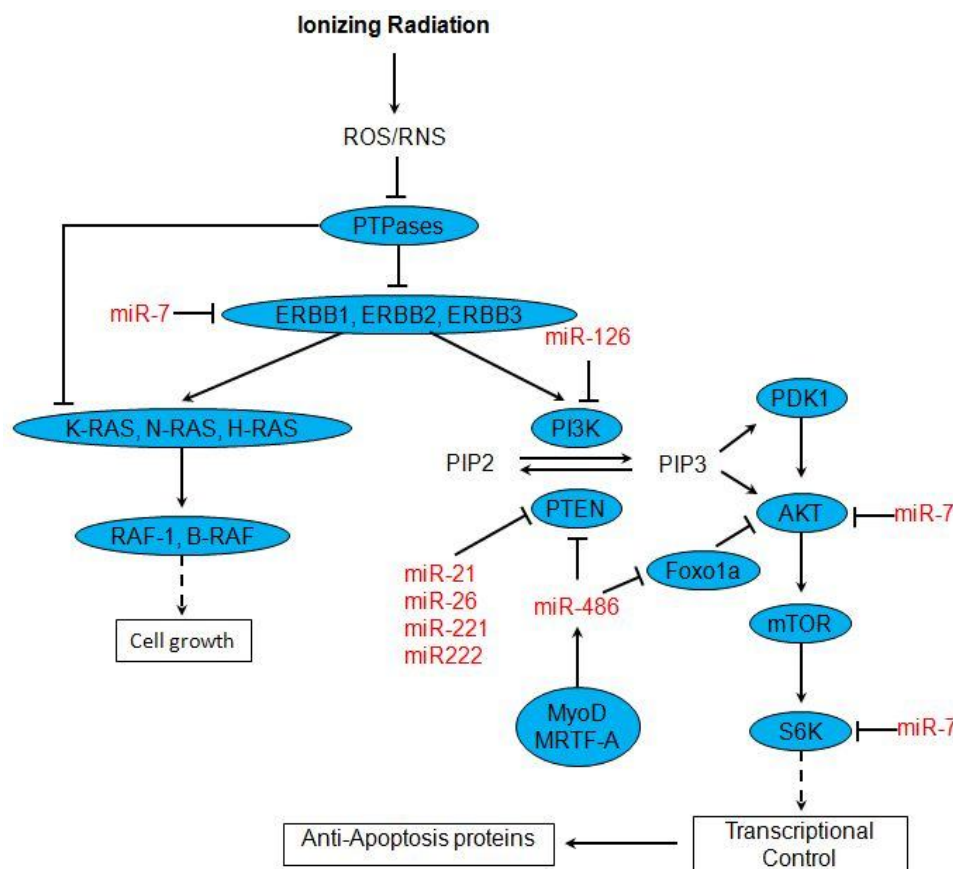 Ionizing Radiation
ROS/RNS
PTPases
miR-7
ERBB1, ERBB2, ERBB3
miR-126
PDK1
K-RAS, N-RAS, H-RAS
PI3K
PIP2
PIP3
PTEN
AKT
miR-7
RAF-1, B-RAF
Foxo1a
miR-21
miR-26
miR-221
miR222
miR-486
mTOR
Cell growth
MyoD
MRTF-A
S6K
miR-7
Anti-Apoptosis proteins
Transcriptional
Control